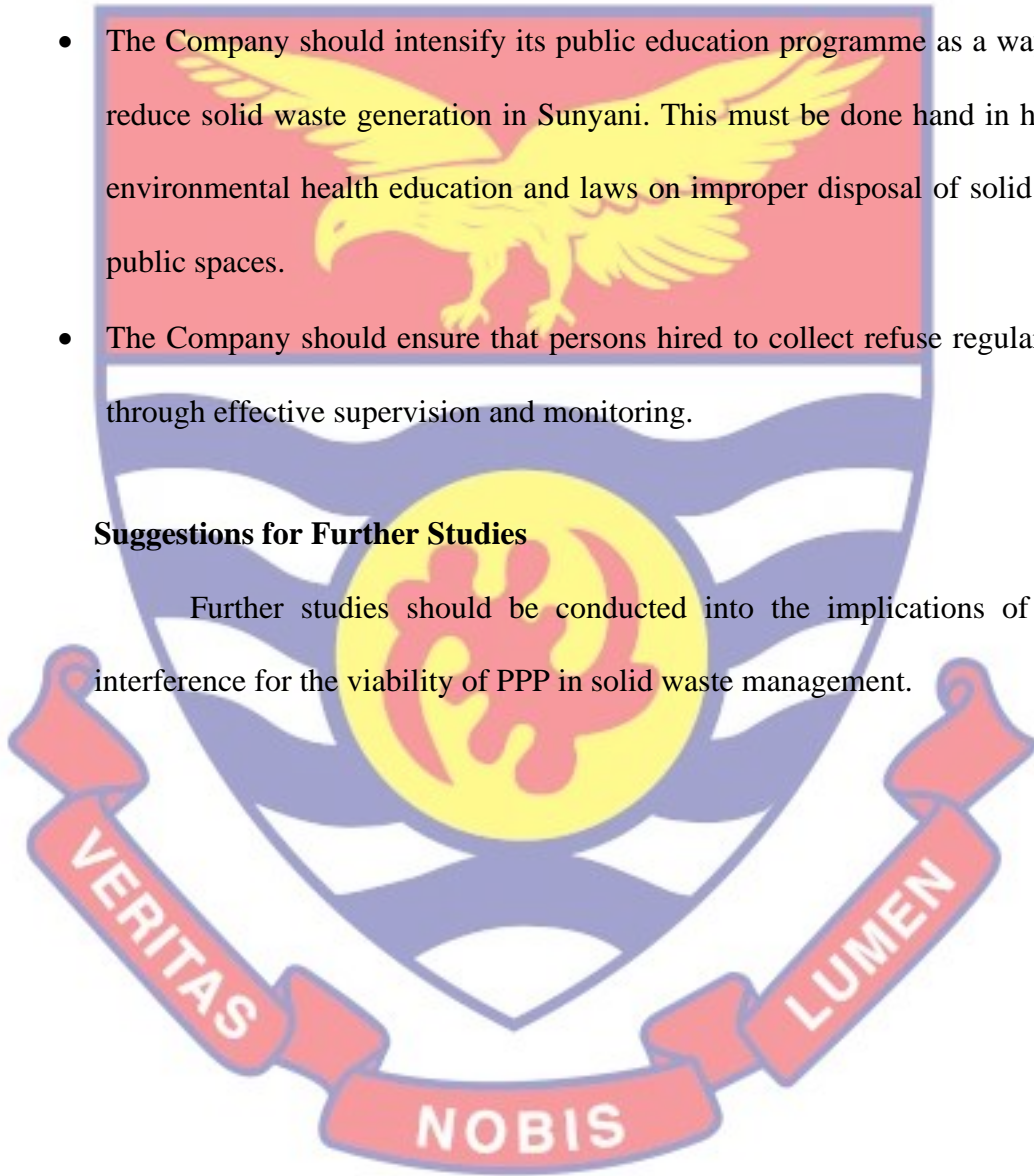 • The Company should intensify its public education programme as a wa
reduce solid waste generation in Sunyani. This must be done hand in h
environmental health education and laws on improper disposal of solid
public spaces.
• The Company should ensure that persons hired to collect refuse regula
through effective supervision and monitoring.
Suggestions for Further Studies
Further studies should be conducted into the implications of
interference for the viability of PPP in solid waste management.
VERITAS
NOBIS
LUMEN